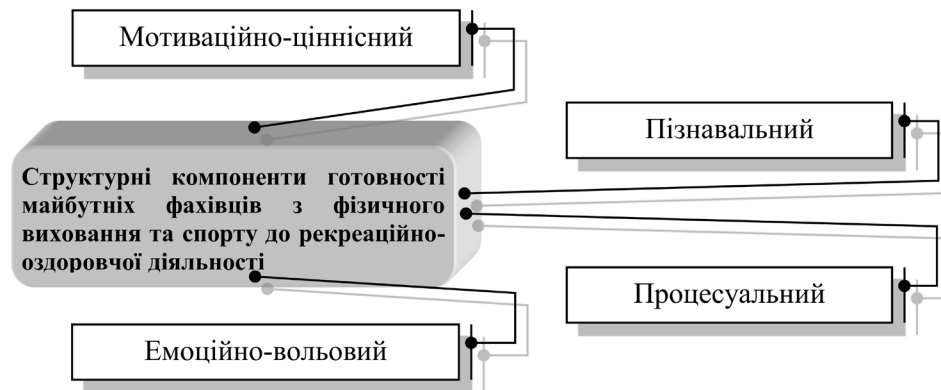 Мотиваційно-ціннісний
Пізнавальний
Структурні компоненти готовності
майбутніх фахівців з фізичного
виховання та спорту до рекреаційно-
оздоровчої діяльності
Процесуальний
Емоційно-вольовий